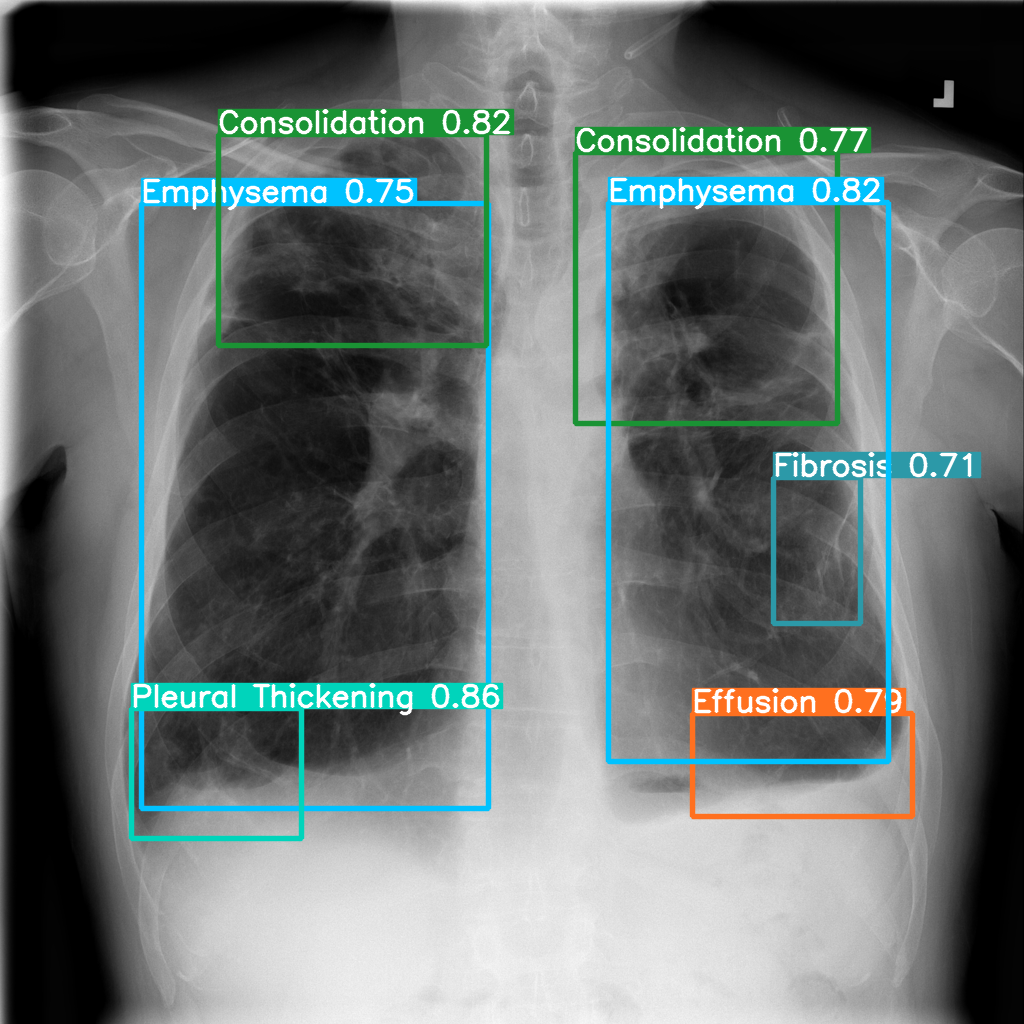 Consolidation 0.82
Consolidation 0.77
Emphysema 0.75
Emphysema 0.82
Fibrosis 0.71
Pleural Thickening 0.86
Effusion 0.79
L